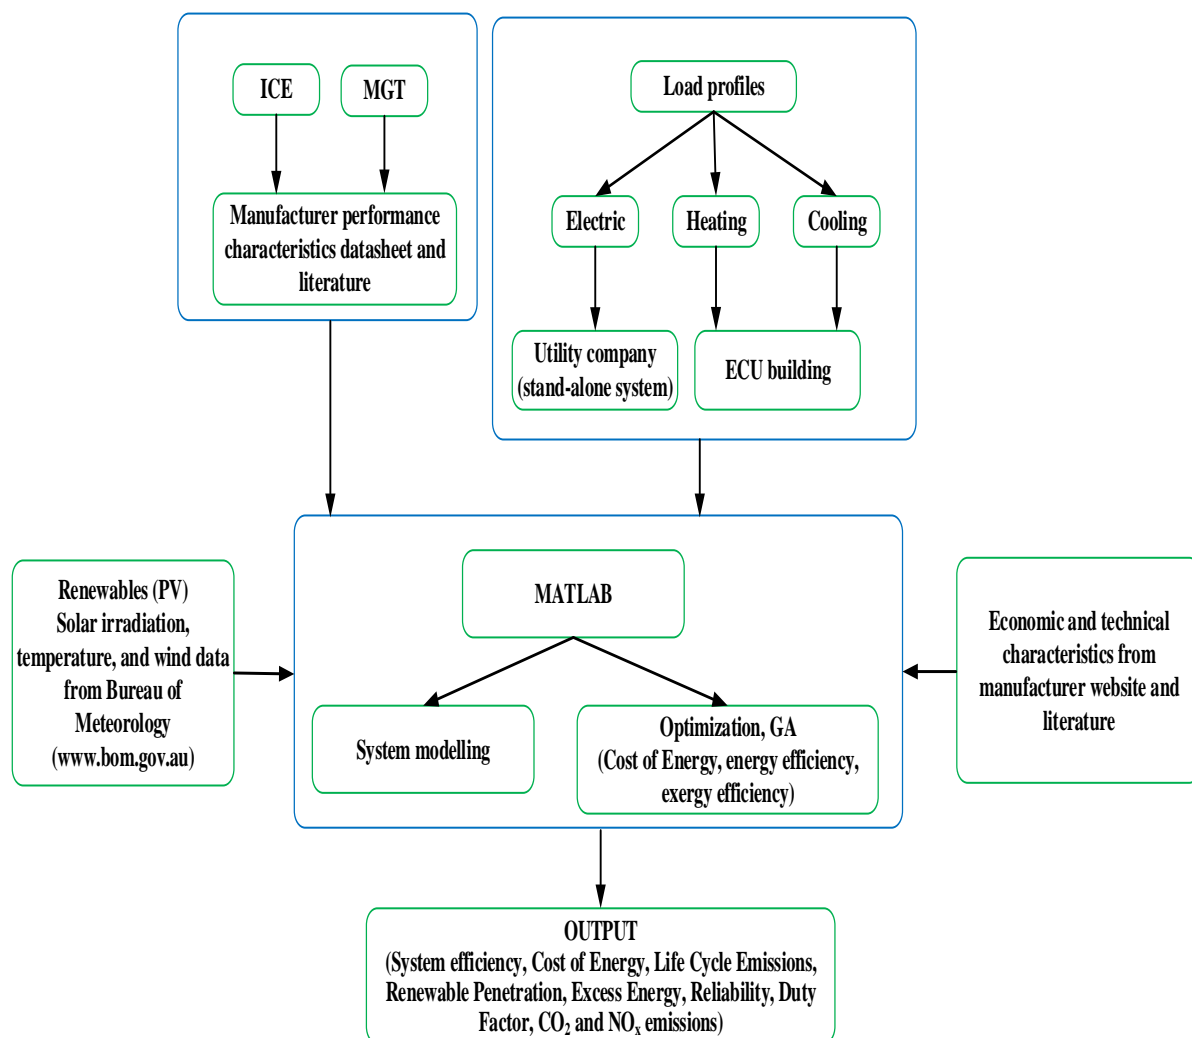 ICE
MGT
Manufacturer performance
characteristics datasheet and
literature
Load profiles
Electric
Heating
Cooling
Utility company
(stand-alone system)
ECU building
Renewables (PV)
Solar irradiation,
temperature, and wind data
from Bureau of
Meteorology
(www.bom.gov.au)
MATLAB
System modelling
Optimization, GA
(Cost of Energy, energy efficiency,
exergy efficiency)
Economic and technical
characteristics from
manufacturer website and
literature
OUTPUT
(System efficiency, Cost of Energy, Life Cycle Emissions,
Renewable Penetration, Excess Energy, Reliability, Duty
Factor, CO₂ and NOₓ emissions)